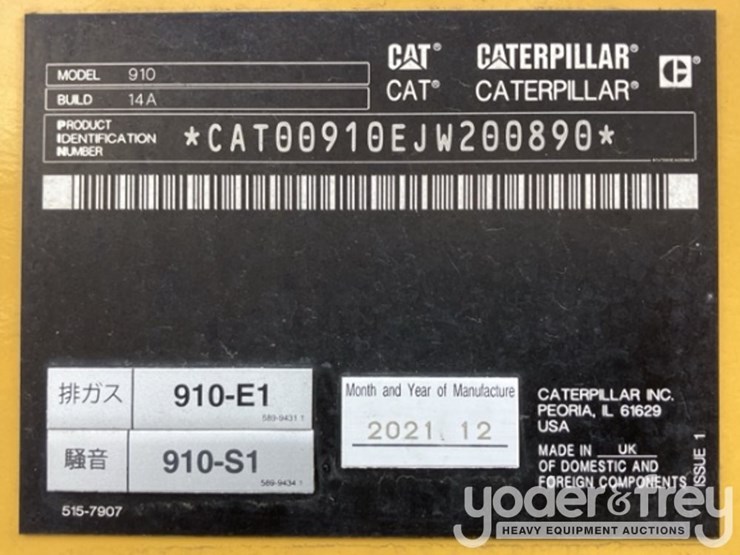 CAT® CATERPILLAR®
CAT® CATERPILLAR®
MODEL 910
BUILD 14A
PRODUCT
IDENTIFICATION
NUMBER
*CAT00910EJW200890*
排ガス 910-E1
589-9431 1
騒音 910-S1
589-9434 1
515-7907
Month and Year of Manufacture
2021. 12
CATERPILLAR INC.
PEORIA, IL 61629
USA
MADE IN UK
OF DOMESTIC AND
FOREIGN COMPONENTS
ISSUE 1
yoder&frey
HEAVY EQUIPMENT AUCTIONS